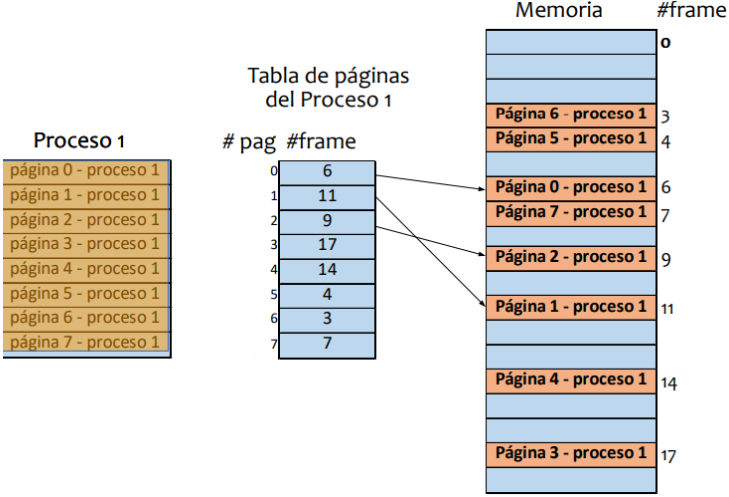 Memoria #frame
0
Tabla de páginas
del Proceso 1
Proceso 1
# pag #frame
página 0 - proceso 1
página 1 - proceso 1
página 2 - proceso 1
página 3 - proceso 1
página 4 - proceso 1
página 5 - proceso 1
página 6 - proceso 1
página 7 - proceso 1
0 6
1 11
2 9
3 17
4 14
5 4
6 3
7 7
Página 6 - proceso 1 3
Página 5 - proceso 1 4
Página 0 - proceso 1 6
Página 7 - proceso 1 7
Página 2 - proceso 1 9
Página 1 - proceso 1 11
Página 4 - proceso 1 14
Página 3 - proceso 1 17